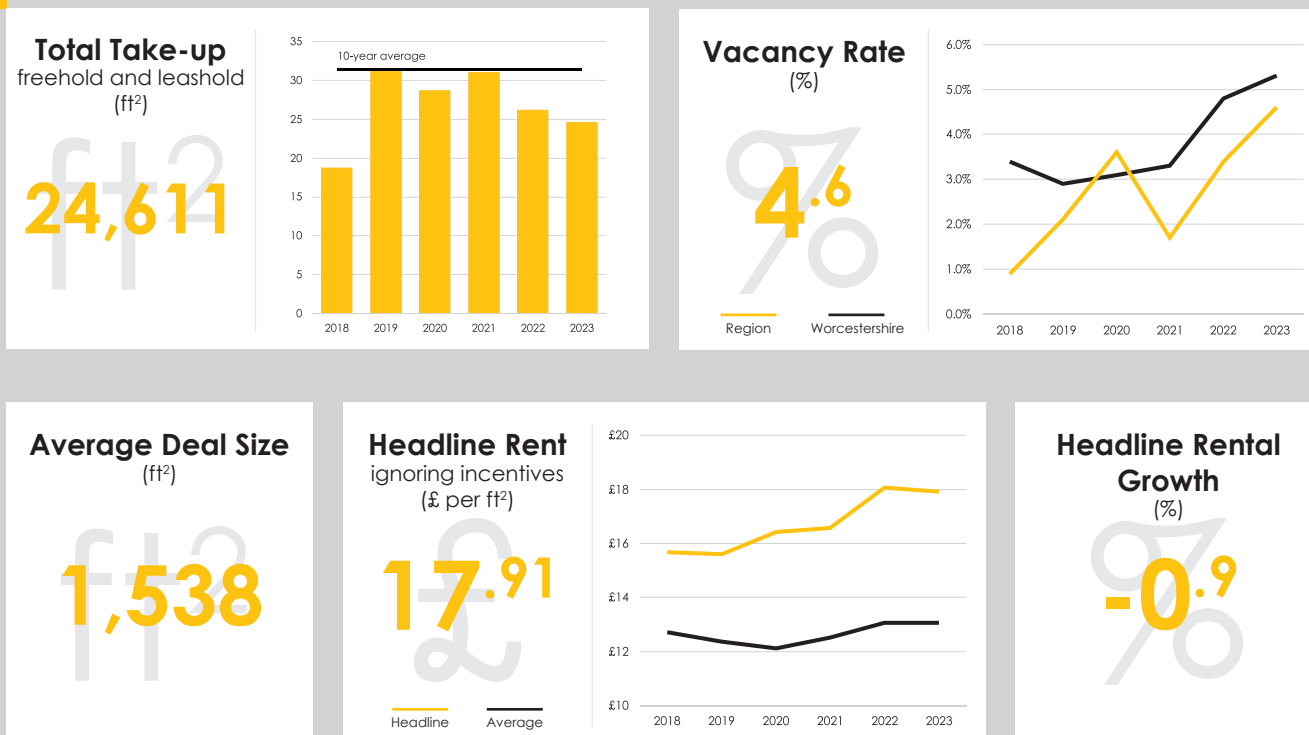 Total Take-up
freehold and leashold
(ft²)
ft²
24,611
35
30
25
20
15
10
5
0
10-year average
2018 2019 2020 2021 2022 2023
Vacancy Rate
(%)
%
4.6
Region Worcestershire
6.0%
5.0%
4.0%
3.0%
2.0%
1.0%
0.0%
2018 2019 2020 2021 2022 2023
Average Deal Size
(ft²)
ft²
1,538
Headline Rent
ignoring incentives
(£ per ft²)
£
17.91
Headline Average
£20
£18
£16
£14
£12
£10
2018 2019 2020 2021 2022 2023
Headline Rental
Growth
(%)
%
-0.9